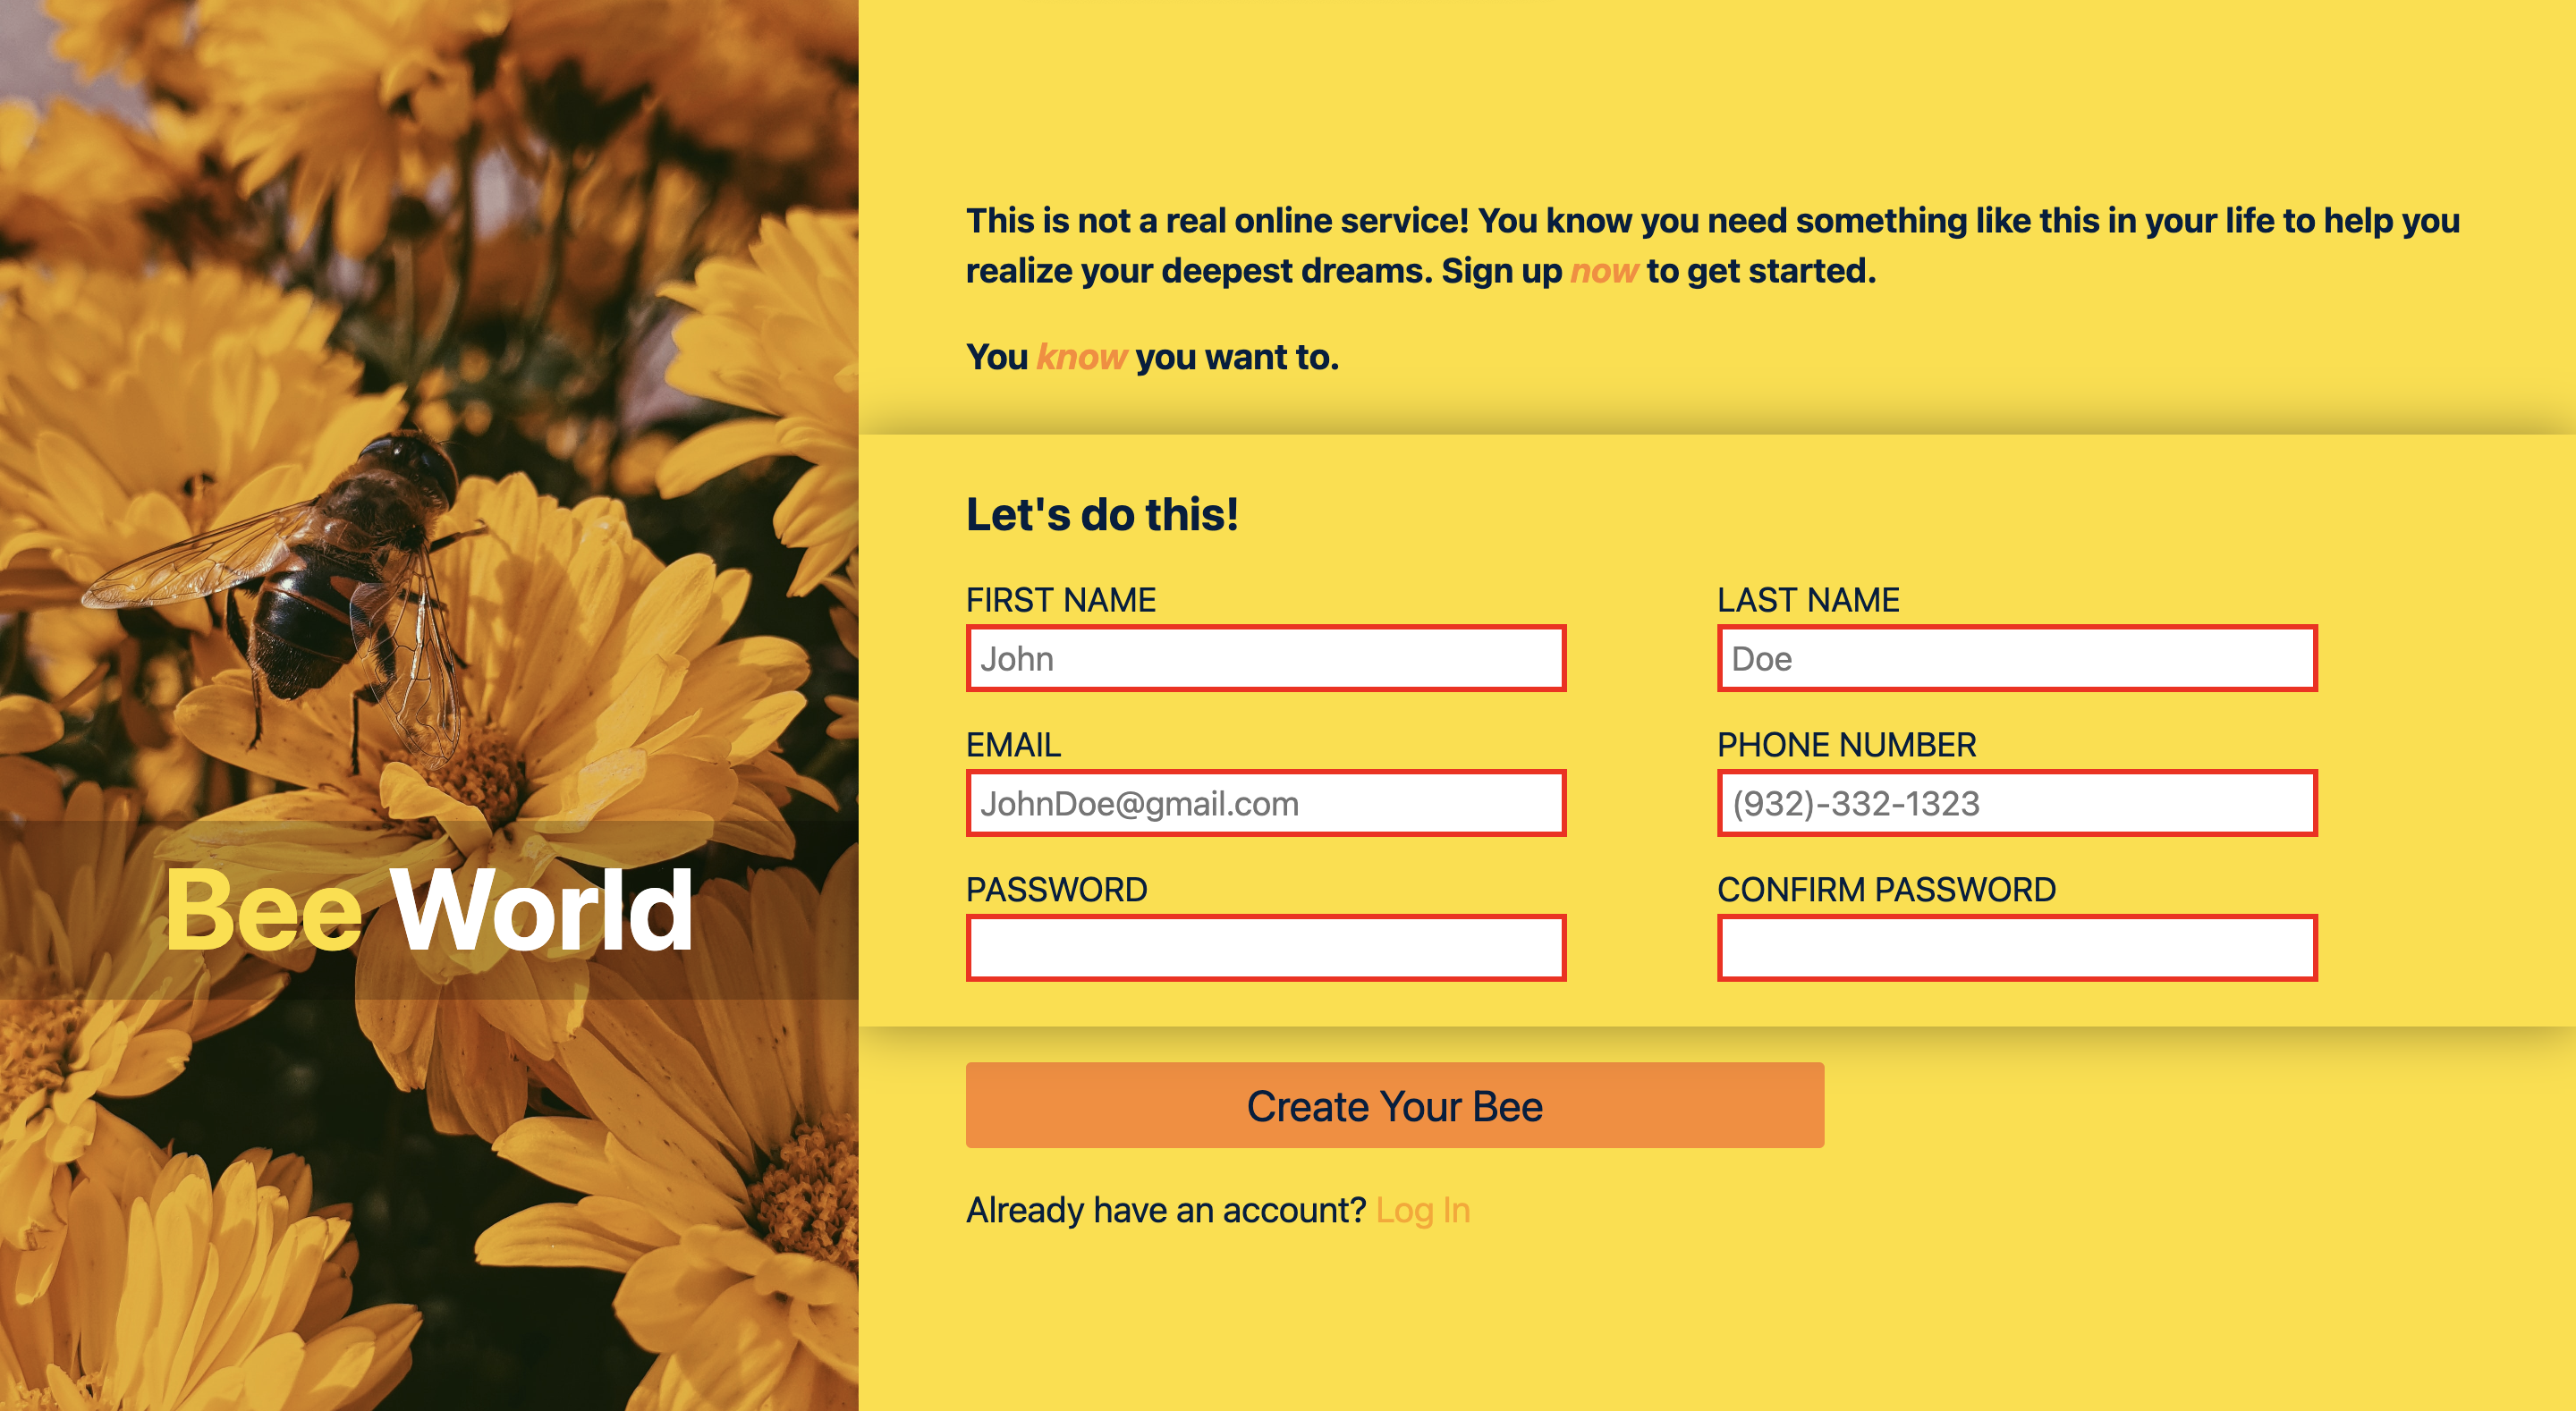 This is not a real online service! You know you need something like this in your life to help you
realize your deepest dreams. Sign up now to get started.
You know you want to.
Let's do this!
FIRST NAME
LAST NAME
John
Doe
EMAIL
PHONE NUMBER
JohnDoe@gmail.com
(932)-332-1323
PASSWORD
CONFIRM PASSWORD
Bee World
Create Your Bee
Already have an account? Log In